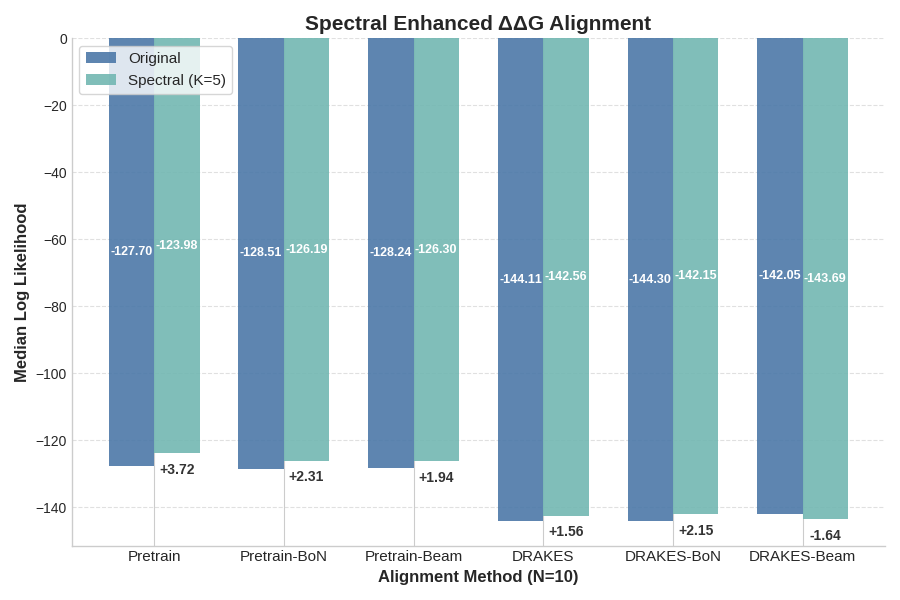 Spectral Enhanced ΔΔG Alignment
Original
Spectral (K=5)
Median Log Likelihood
0
−20
−40
−60
−80
−100
−120
−140
-127.70
-123.98
-128.51
-126.19
-128.24
-126.30
-144.11
-142.56
-144.30
-142.15
-142.05
-143.69
+3.72
+2.31
+1.94
+1.56
+2.15
-1.64
Pretrain
Pretrain-BoN
Pretrain-Beam
DRAKES
DRAKES-BoN
DRAKES-Beam
Alignment Method (N=10)